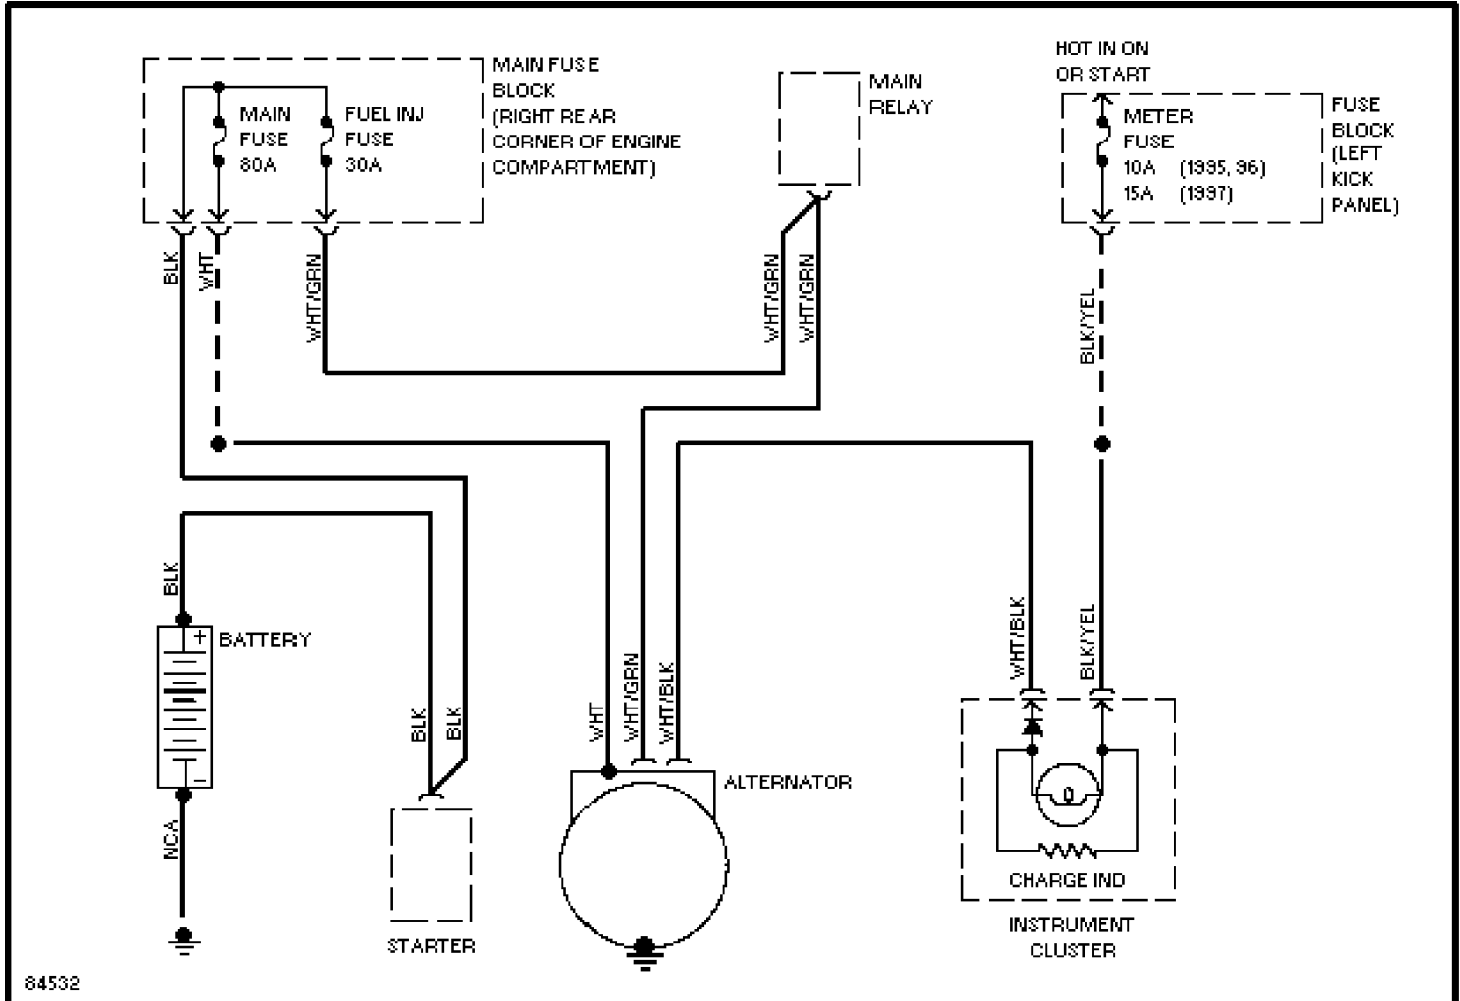 MAIN FUSE
BLOCK
(RIGHT REAR
CORNER OF ENGINE
COMPARTMENT)
MAIN
FUSE
80A
FUEL INJ
FUSE
30A
MAIN
RELAY
HOT IN ON
OR START
METER
FUSE
10A (1995, 96)
15A (1997)
FUSE
BLOCK
(LEFT
KICK
PANEL)
BLK
WHT
WHT/GRN
WHT/GRN
WHT/GRN
BLK/YEL
BLK
+
BATTERY
-
NCA
BLK
BLK
STARTER
WHT
WHT/GRN
WHT/BLK
ALTERNATOR
WHT/BLK
BLK/YEL
CHARGE IND
INSTRUMENT
CLUSTER
84532